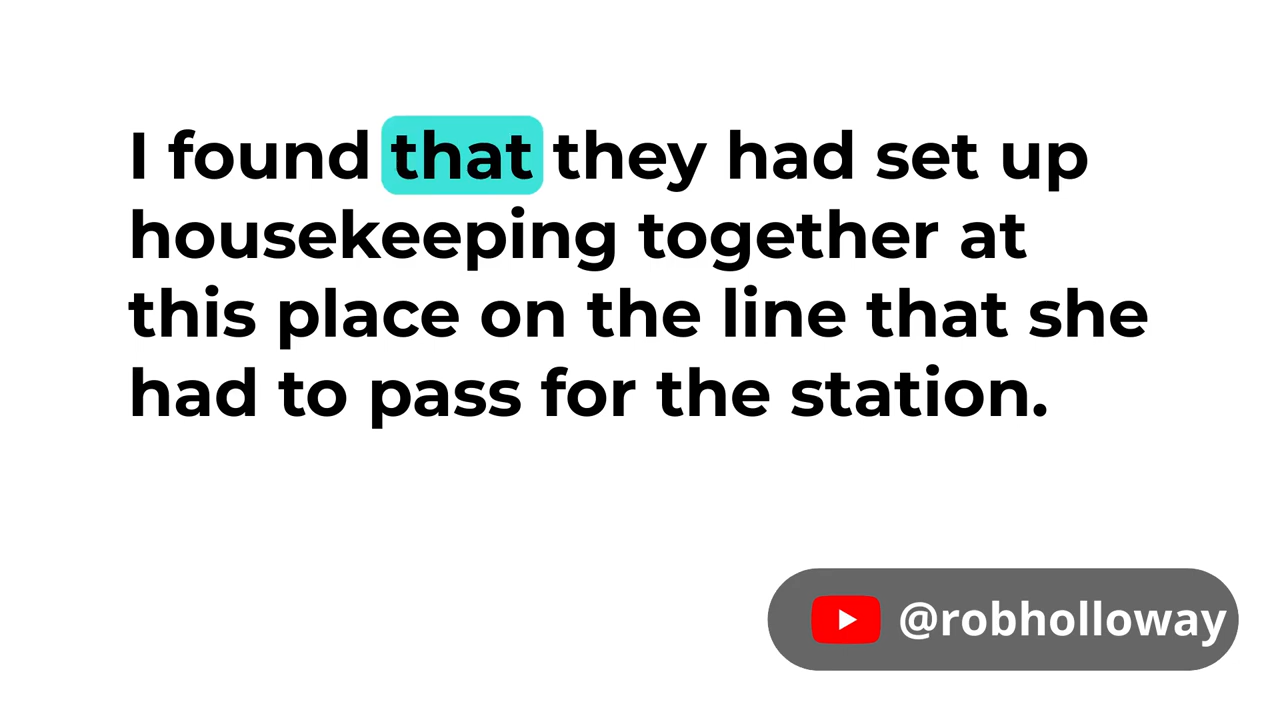 I found that they had set up
housekeeping together at
this place on the line that she
had to pass for the station.
@robholloway